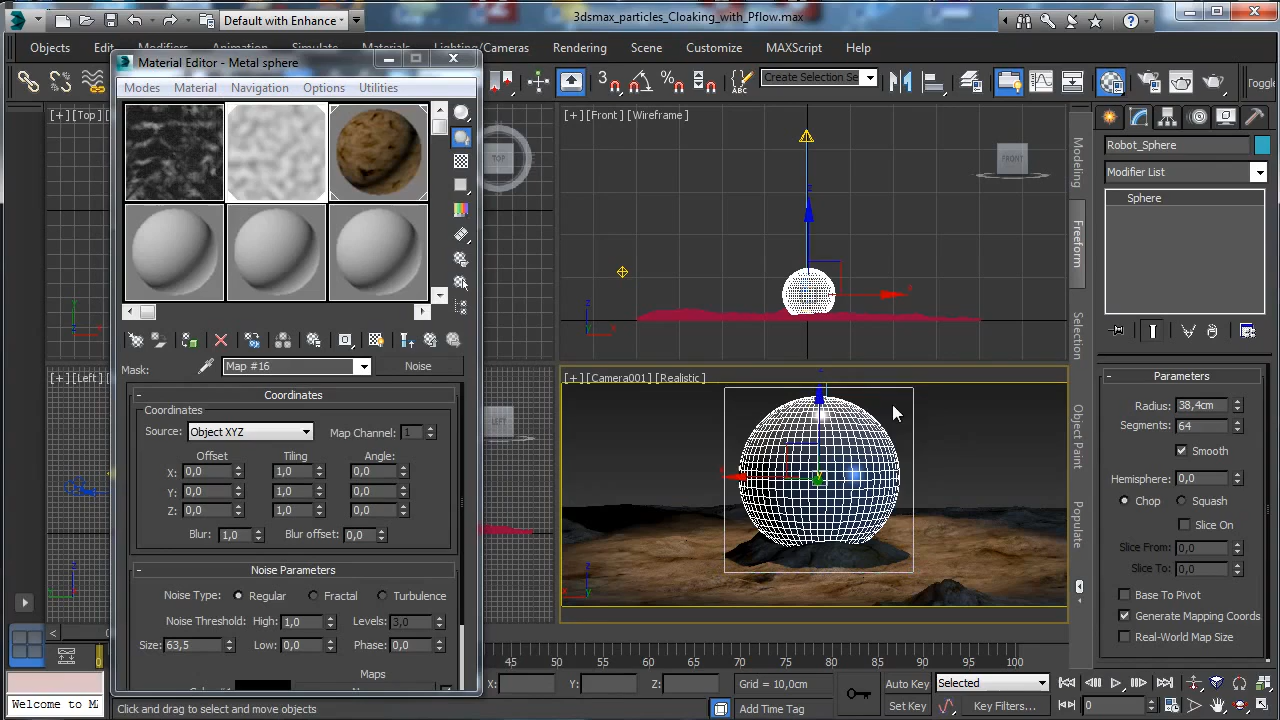 Default with Enhance
3dsmax_particles_Cloaking_with_Pflow.max
Objects
Modifiers
Animation
Simulate
Materials
Lighting/Cameras
Rendering
Scene
Customize
MAXScript
Help
Material Editor - Metal sphere
Modes
Material
Navigation
Options
Utilities
3
%
ABC
Create Selection Se
Toggle
[+] [Top]
TOP
[+] [Front] [Wireframe]
FRONT
z
x
Robot_Sphere
Modifier List
Sphere
Modeling
Freeform
Selection
Object Paint
Populate
Mask:
Map #16
Noise
[+] [Left]
LEFT
[+] [Camera001] [Realistic]
- Coordinates
Coordinates
Source:
Object XYZ
Map Channel:
1
Offset
Tiling
Angle:
X: 0,0 1,0 0,0
Y: 0,0 1,0 0,0
Z: 0,0 1,0 0,0
Blur: 1,0
Blur offset: 0,0
- Noise Parameters
Noise Type:
Regular
Fractal
Turbulence
Noise Threshold:
High: 1,0
Levels: 3,0
Size: 63,5
Low: 0,0
Phase: 0,0
Maps
- Parameters
Radius: 38,4cm
Segments: 64
Smooth
Hemisphere: 0,0
Chop
Squash
Slice On
Slice From: 0,0
Slice To: 0,0
Base To Pivot
Generate Mapping Coords
Real-World Map Size
45 50 55 60 65 70 75 80 85 90 95 100
X:
Y:
Z:
Grid = 10,0cm
Auto Key
Selected
Welcome to MA
Click and drag to select and move objects
Add Time Tag
Set Key
Key Filters...
0